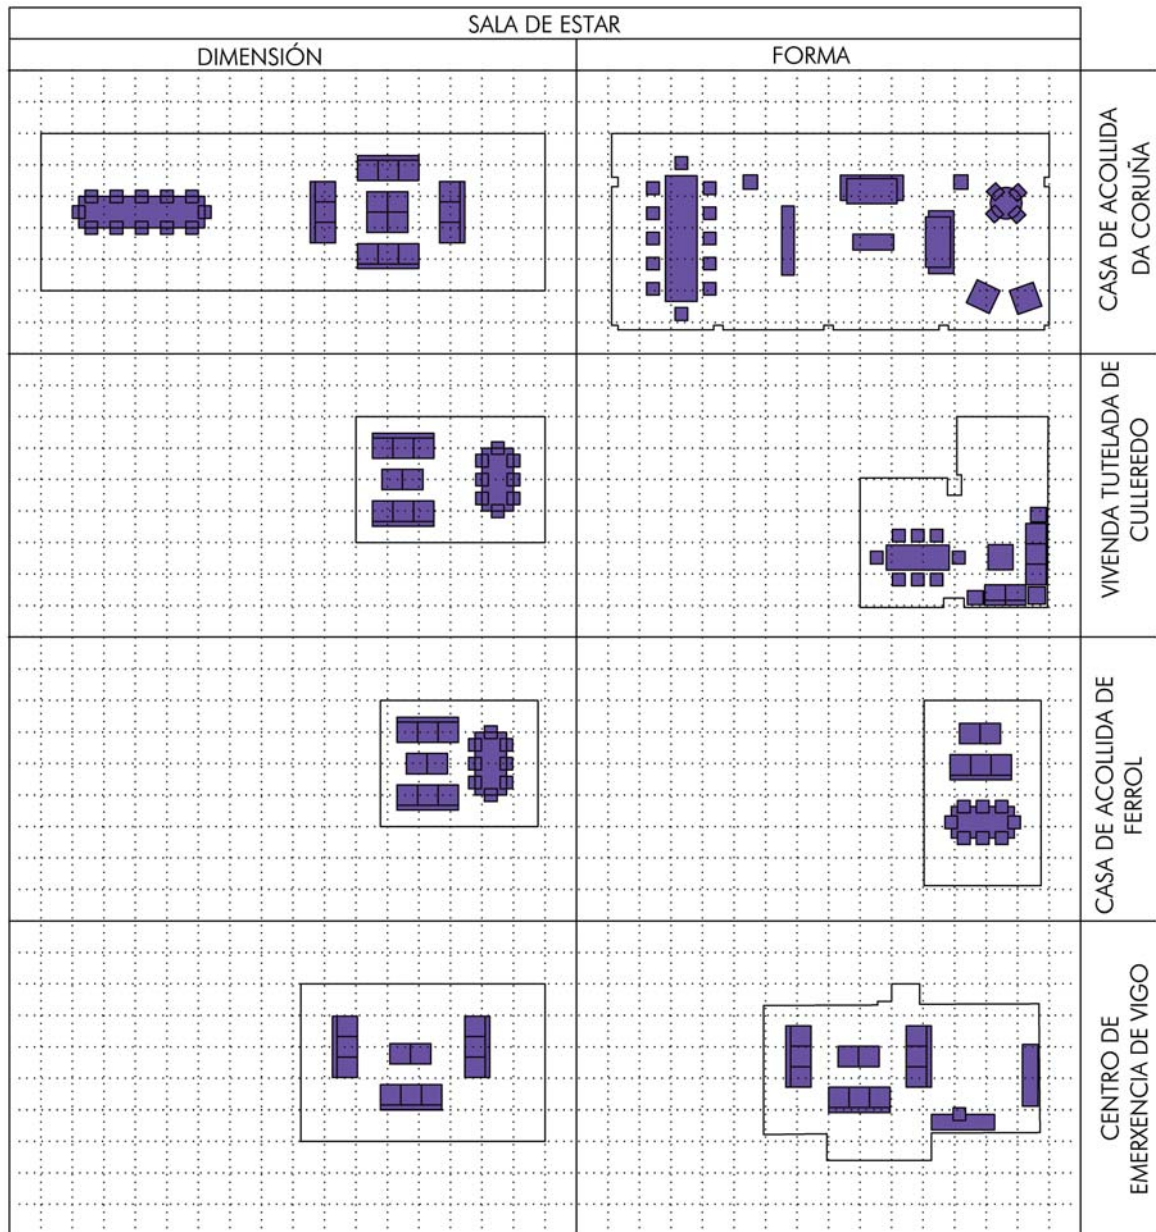 SALA DE ESTAR
DIMENSIÓN
FORMA
CASA DE ACOLLIDA
DA CORUÑA
VIVENDA TUTELADA DE
CULLEREDO
CASA DE ACOLLIDA DE
FERROL
CENTRO DE
EMERXENCIA DE VIGO